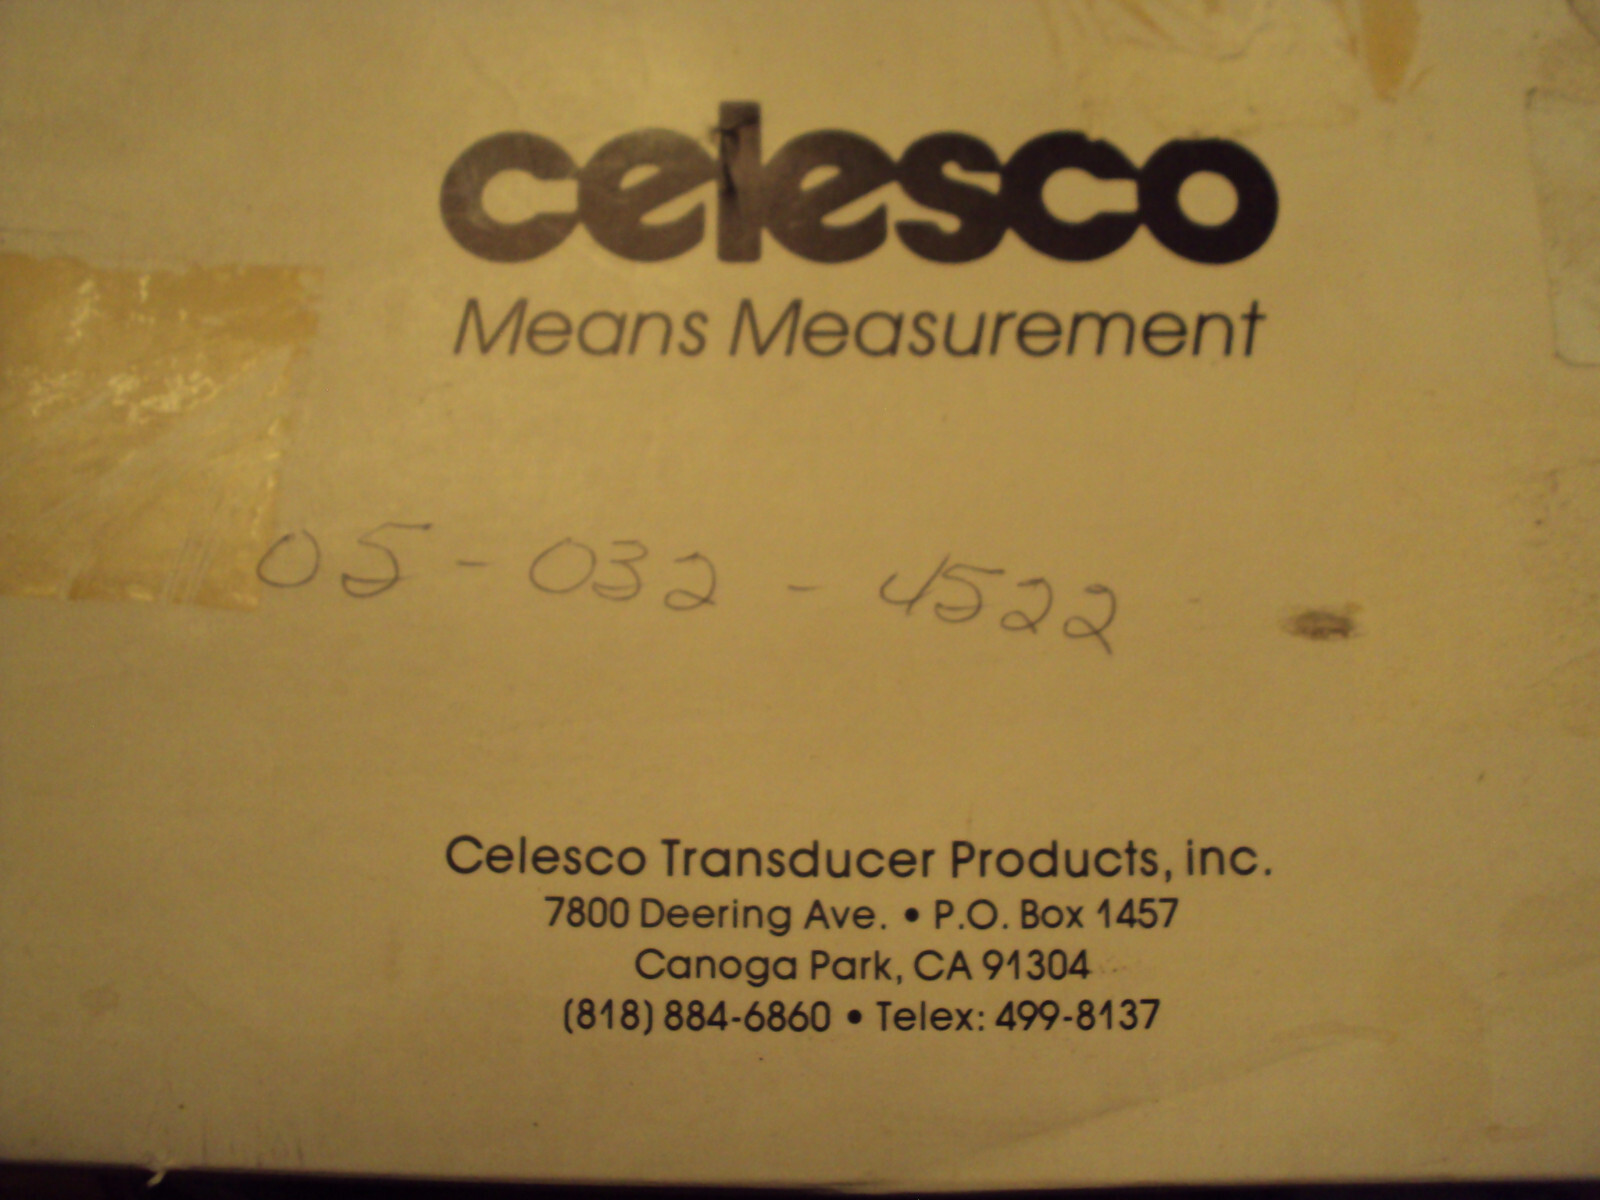 celesco
Means Measurement
05-032-4522
Celesco Transducer Products, inc.
7800 Deering Ave. • P.O. Box 1457
Canoga Park, CA 91304
(818) 884-6860 • Telex: 499-8137